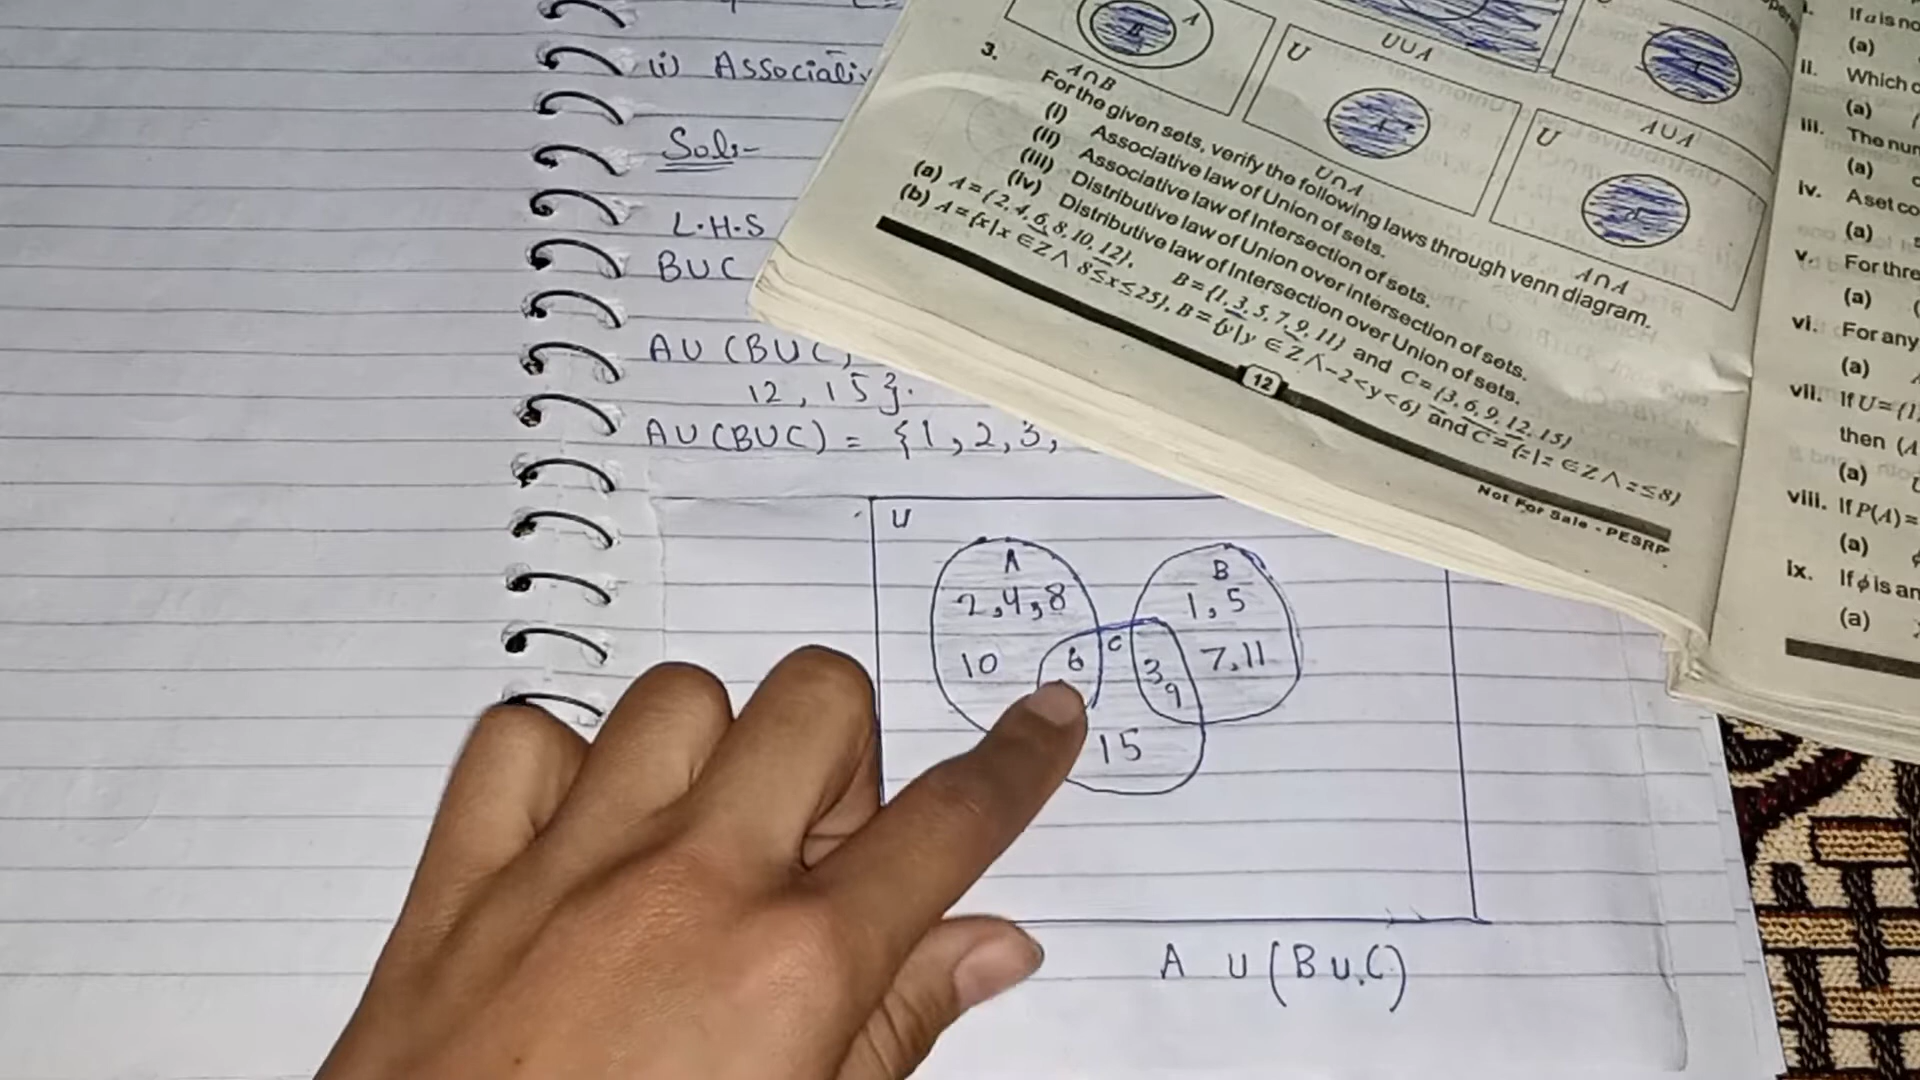 (i) Associativ
Sol:-
L.H.S
BUC
AU (BUC)
12, 15}.
AU(BUC) = {1, 2, 3,
U
A
2,4,8
10
6
C
B
1, 5
7,11
3
9
15
A U (BUC)
B
A
A∩B
U∪A
U
A
U∩A
A∪A
U
A∩A
3. For the given sets, verify the following laws through venn diagram.
(i) Associative law of Union of sets.
(ii) Associative law of Intersection of sets.
(iii) Distributive law of Union over intersection of sets.
(iv) Distributive law of Intersection over Union of sets.
(a) A = {2, 4, 6, 8, 10, 12}, B = {1, 3, 5, 7, 9, 11} and C = {3, 6, 9, 12, 15}
(b) A = {x|x ∈ Z ∧ 8≤x≤25}, B = {y|y ∈ Z ∧ −2<y<6} and C = {z|z ∈ Z ∧ z≤8}
12
Not For Sale - PESRP
If a is no
(a)
ii. Which
(a)
iii. The nu
(a)
iv. A set co
(a)
v. For thre
(a)
vi. For any
(a)
vii. If U = {1,
then (A
(a)
viii. If P(A) =
(a)
ix. If ϕ is an
(a)